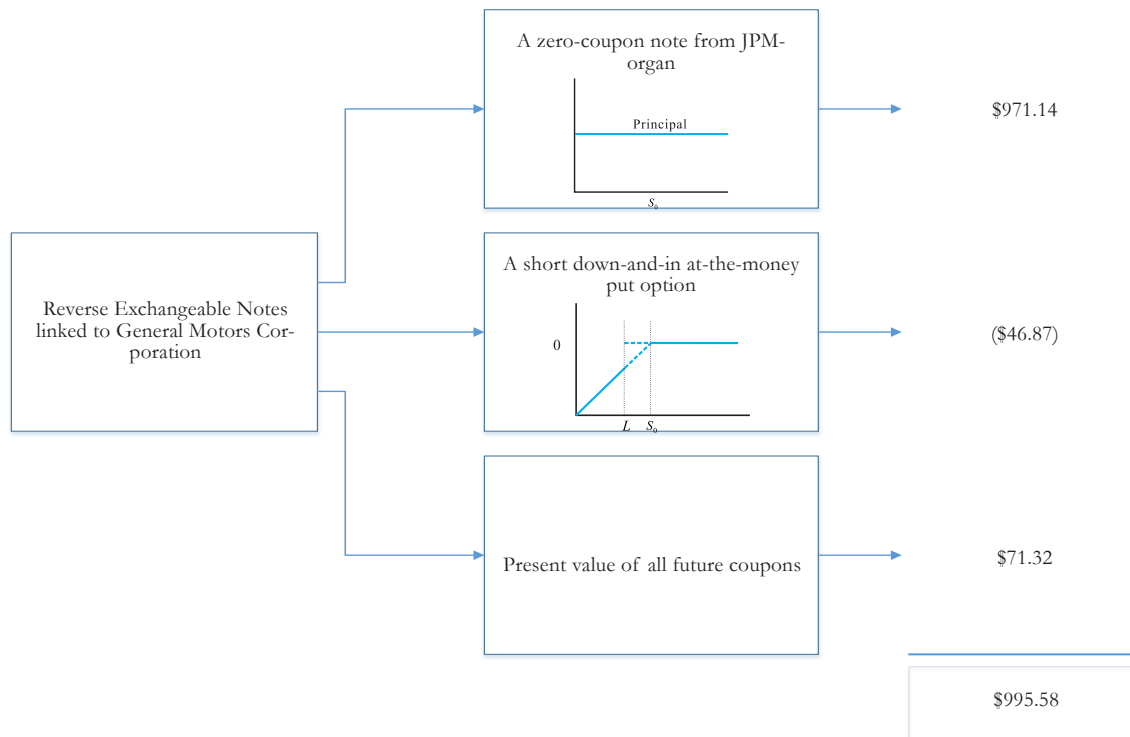 A zero-coupon note from JPM-
organ
Principal
S₀
$971.14
Reverse Exchangeable Notes
linked to General Motors Cor-
poration
A short down-and-in at-the-money
put option
0
L S₀
($46.87)
Present value of all future coupons
$71.32
$995.58